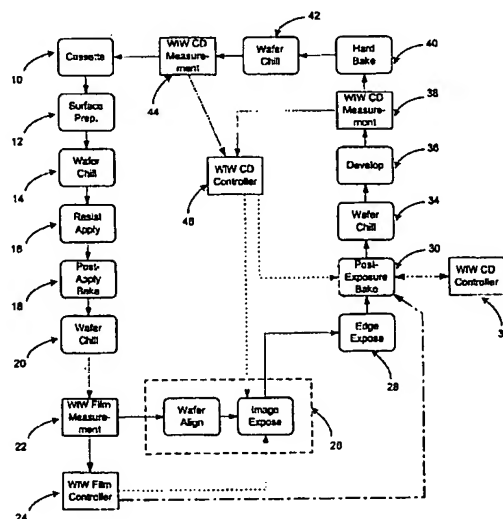 42
40
WIW CD
Measure-
ment
Wafer
Chill
Hard
Bake
Cassette
10
44
WIW CD
Measure-
ment
38
Surface
Prep.
12
Develop
36
WIW CD
Controller
46
Wafer
Chill
14
Wafer
Chill
34
Resist
Apply
16
Post-
Exposure
Bake
30
WIW CD
Controller
Post-
Apply
Bake
18
Edge
Expose
28
Wafer
Chill
20
WIW Film
Measure-
ment
22
Wafer
Align
Image
Expose
26
WIW Film
Controller
24